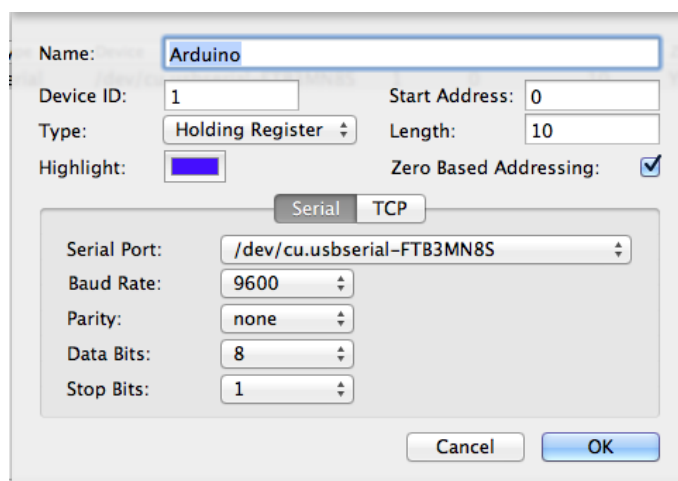 Name: Arduino
Device ID: 1 Start Address: 0
Type: Holding Register Length: 10
Highlight: Zero Based Addressing:
Serial TCP
Serial Port: /dev/cu.usbserial-FTB3MN8S
Baud Rate: 9600
Parity: none
Data Bits: 8
Stop Bits: 1
Cancel OK